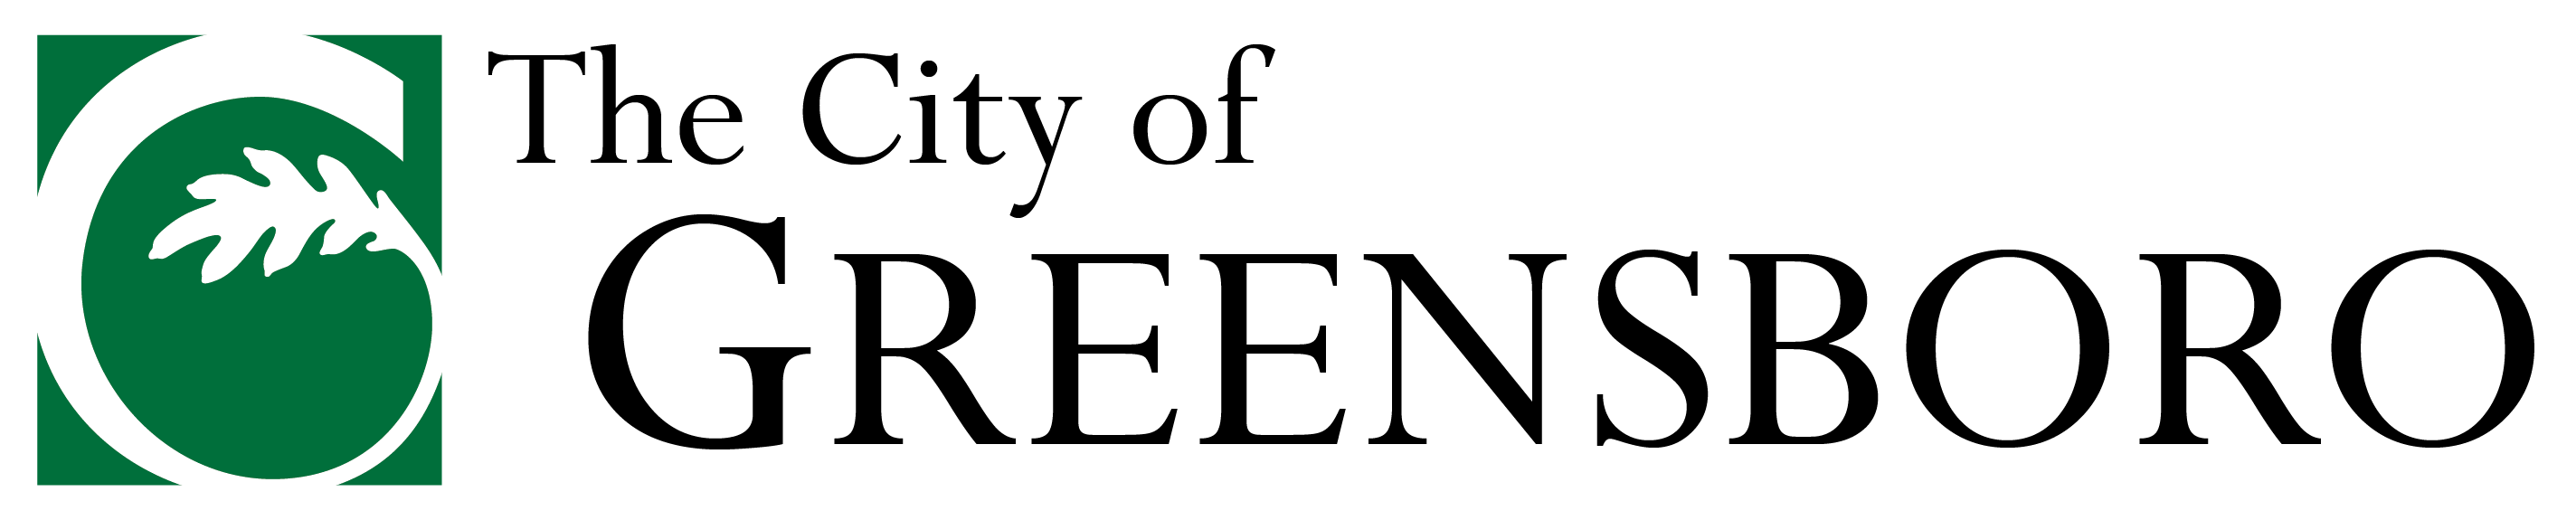 The City of
GREENSBORO